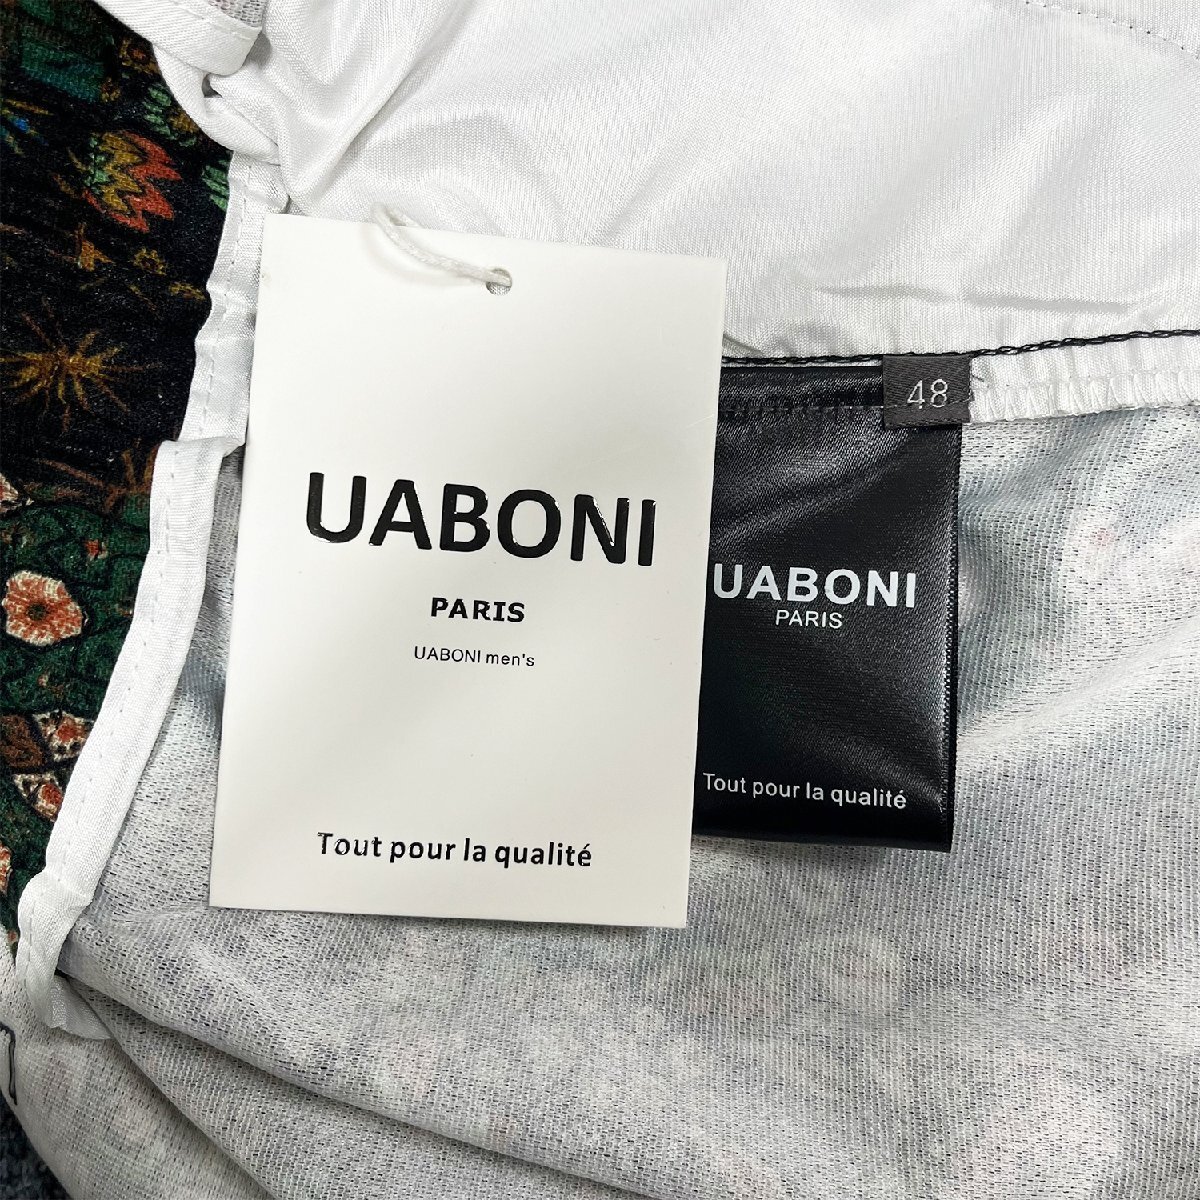 UABONI
PARIS
UABONI men's
Tout pour la qualité
48
UABONI
PARIS
Tout pour la qualité